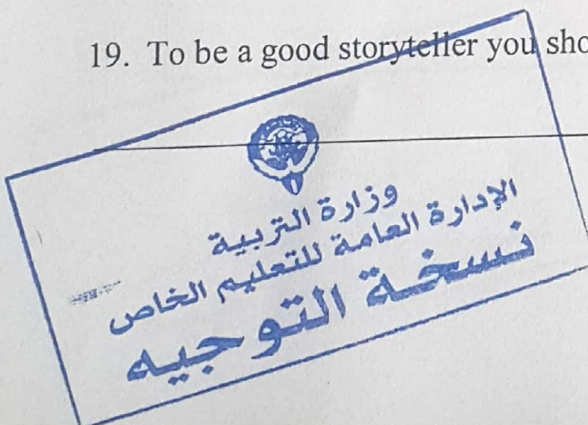 19. To be a good storyteller you sho
وزارة التربية
الإدارة العامة للتعليم الخاص
نسخة التوجيه